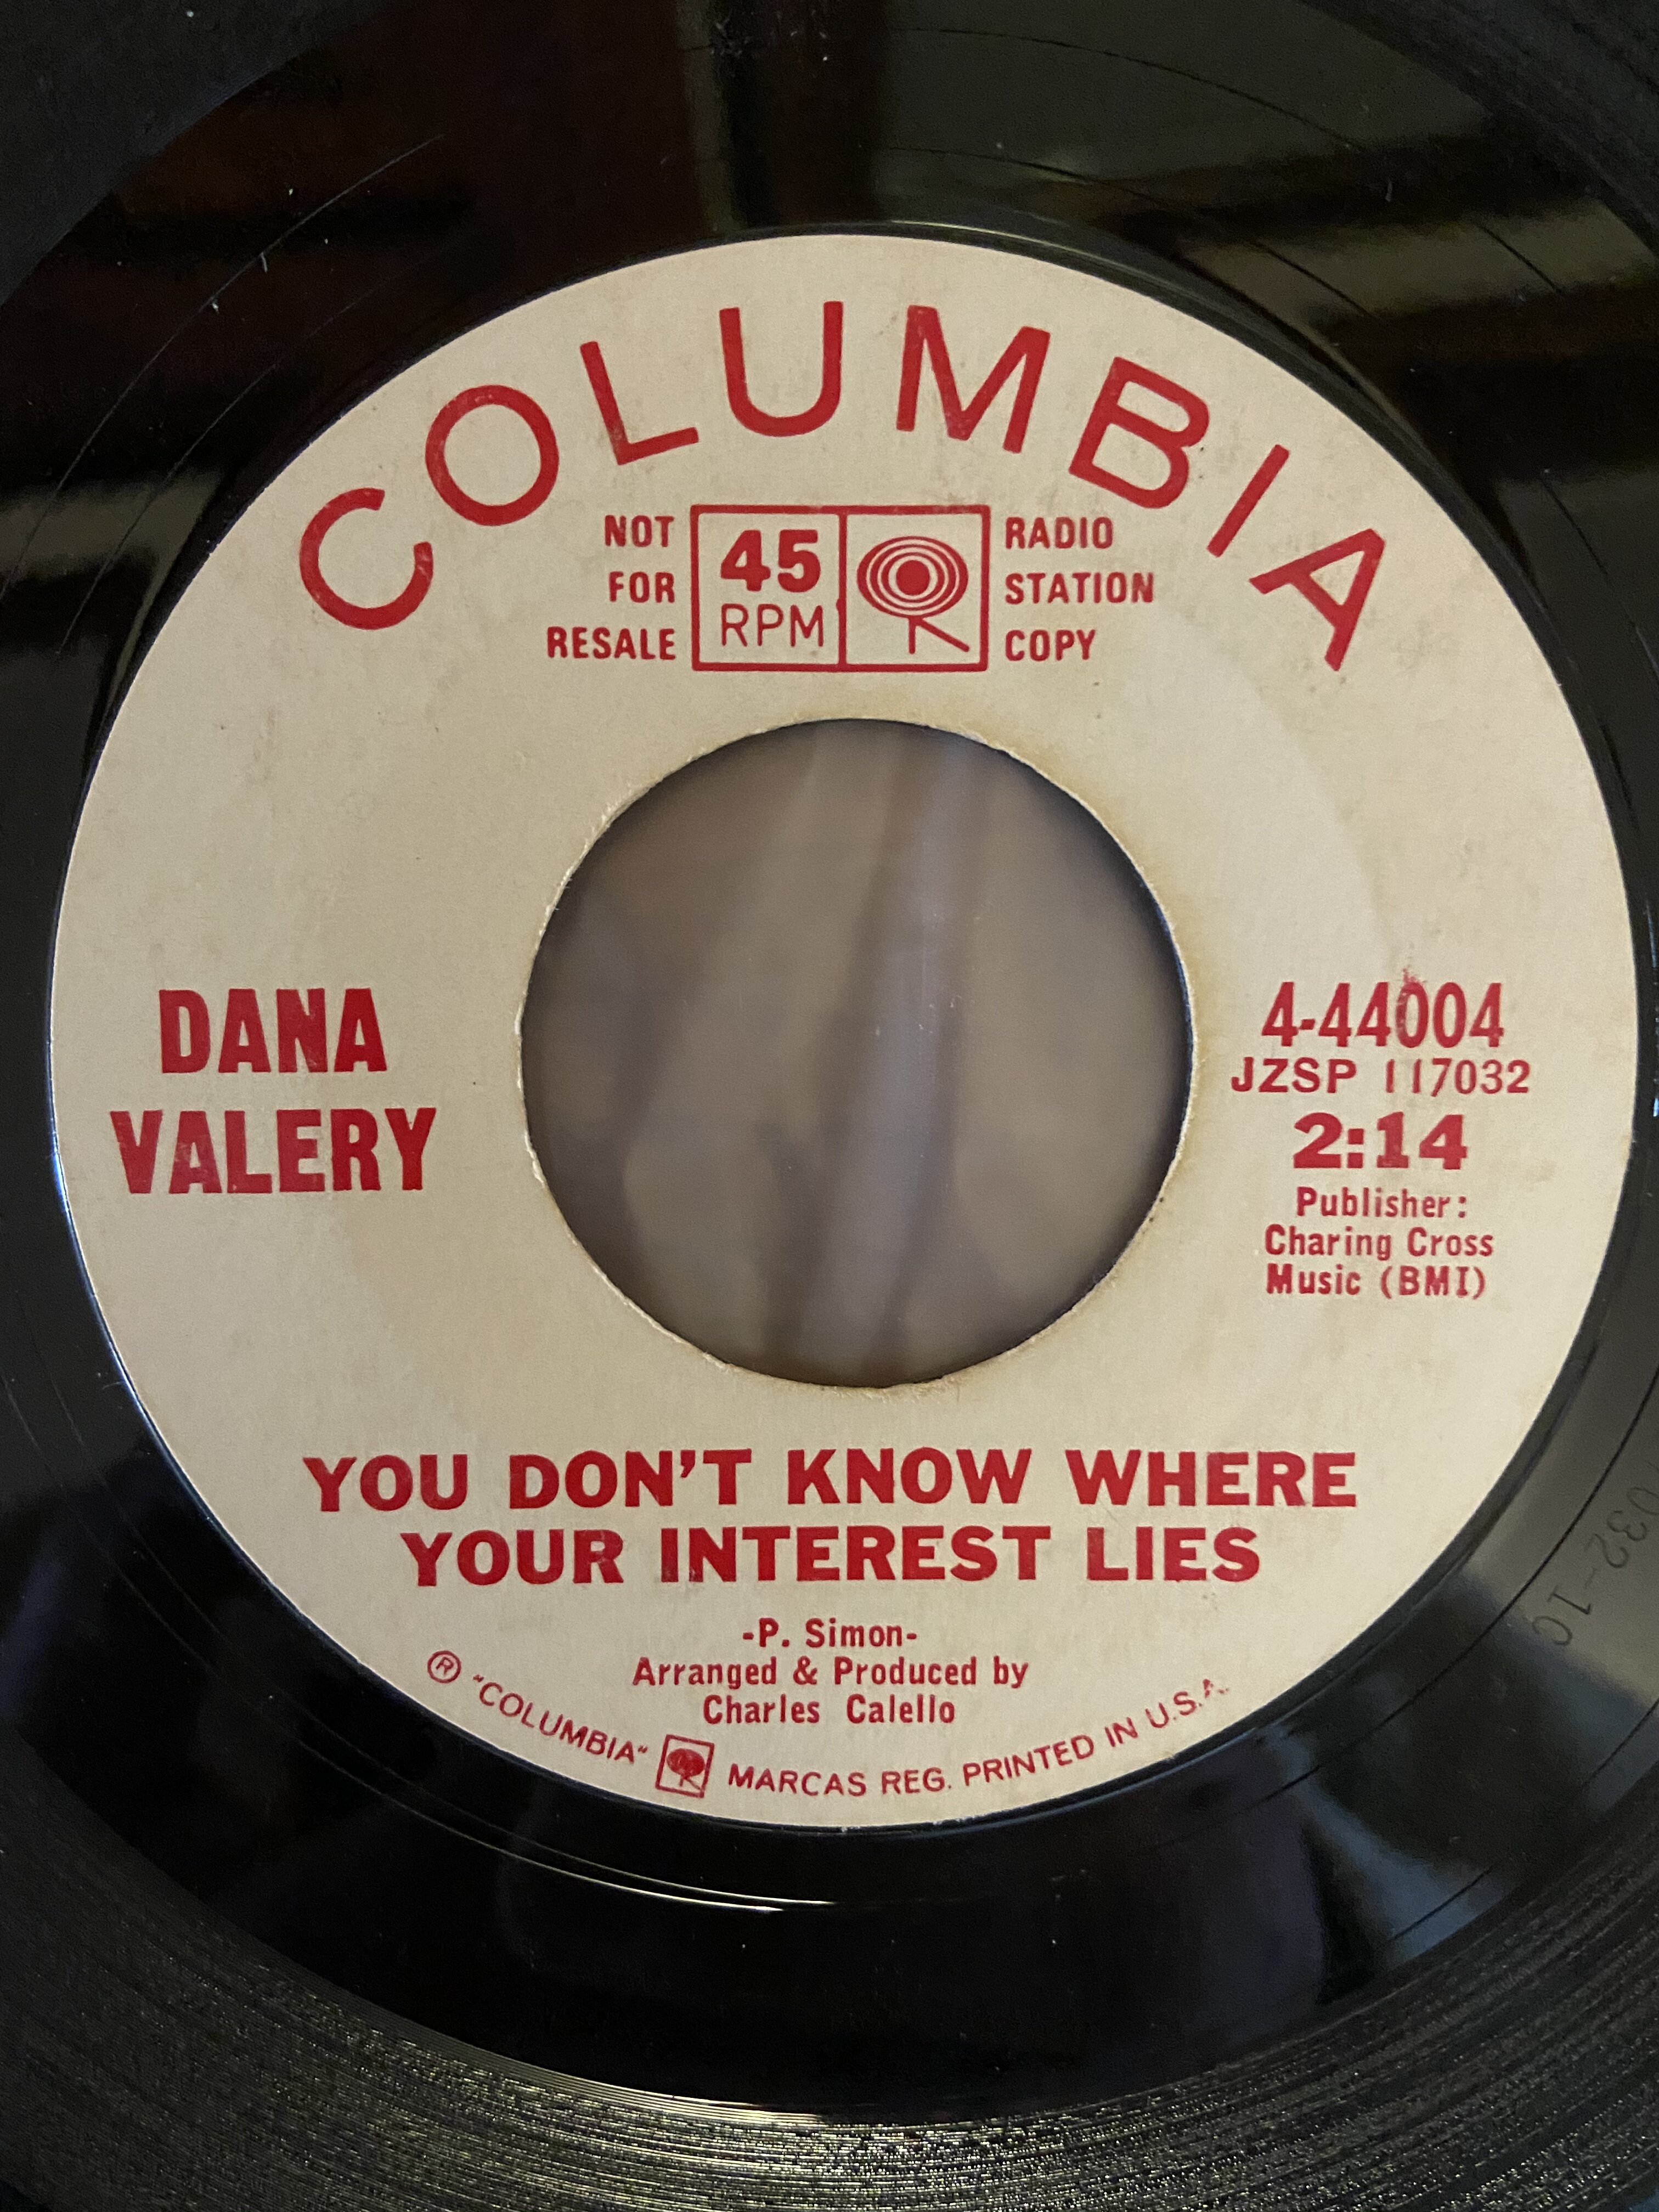 COLUMBIA
NOT
FOR
RESALE
45
RPM
RADIO
STATION
COPY
DANA
VALERY
4-44004
JZSP 117032
2:14
Publisher:
Charing Cross
Music (BMI)
YOU DON'T KNOW WHERE
YOUR INTEREST LIES
-P. Simon-
Arranged & Produced by
Charles Calello
® "COLUMBIA" MARCAS REG. PRINTED IN U.S.A.